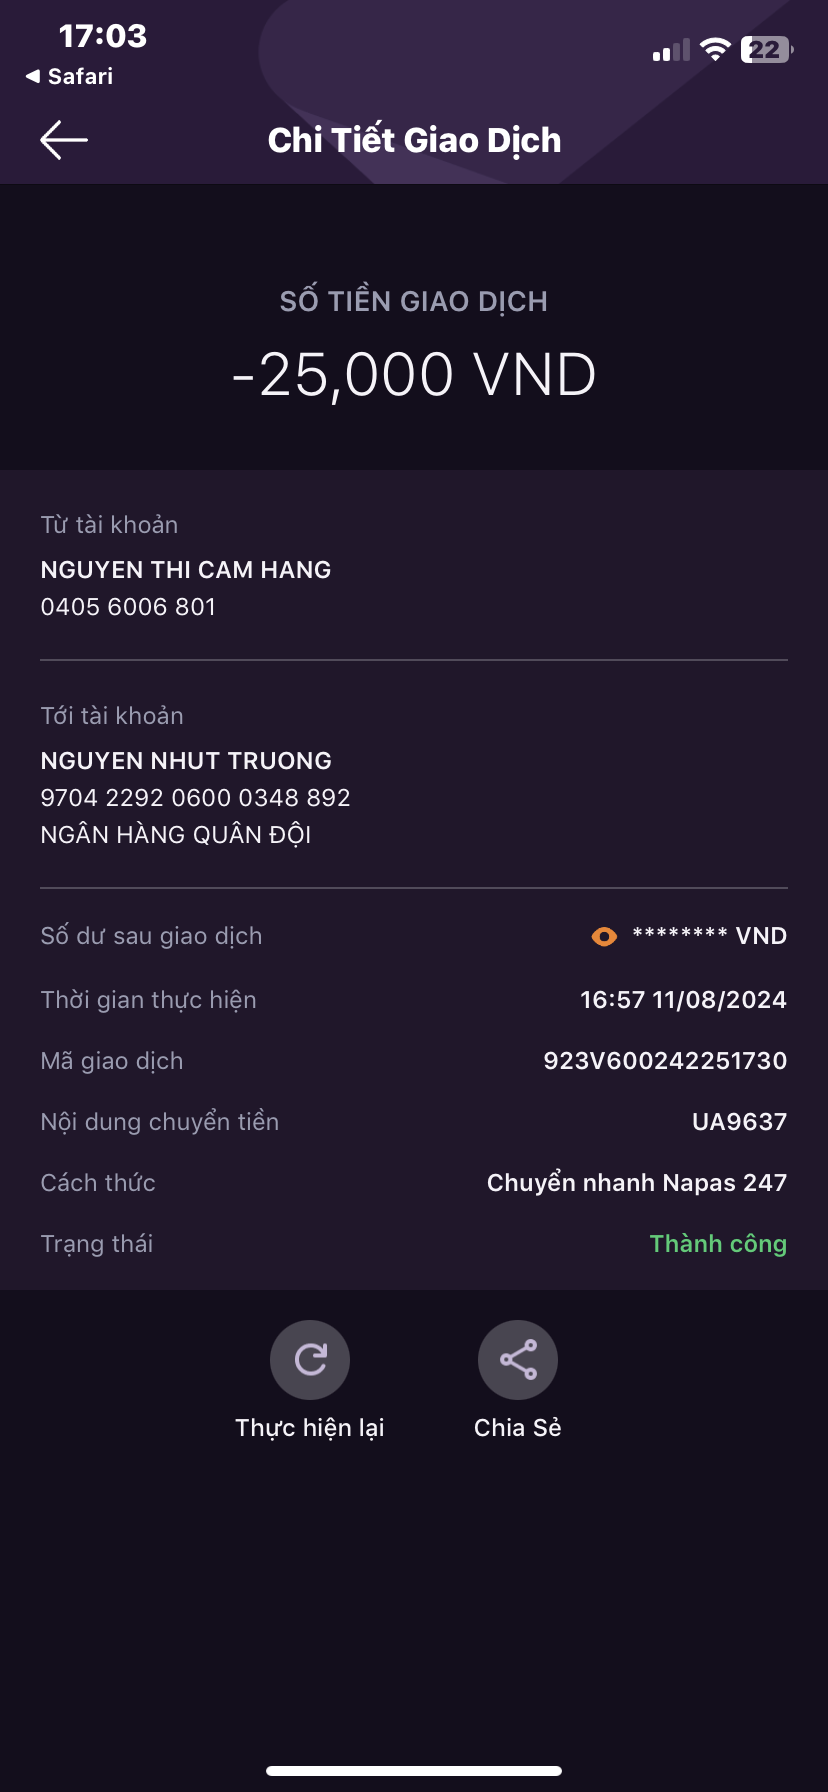 17:03
22
◀ Safari
Chi Tiết Giao Dịch
SỐ TIỀN GIAO DỊCH
-25,000 VND
Từ tài khoản
NGUYEN THI CAM HANG
0405 6006 801
Tới tài khoản
NGUYEN NHUT TRUONG
9704 2292 0600 0348 892
NGÂN HÀNG QUÂN ĐỘI
Số dư sau giao dịch ******** VND
Thời gian thực hiện 16:57 11/08/2024
Mã giao dịch 923V600242251730
Nội dung chuyển tiền UA9637
Cách thức Chuyển nhanh Napas 247
Trạng thái Thành công
Thực hiện lại Chia Sẻ